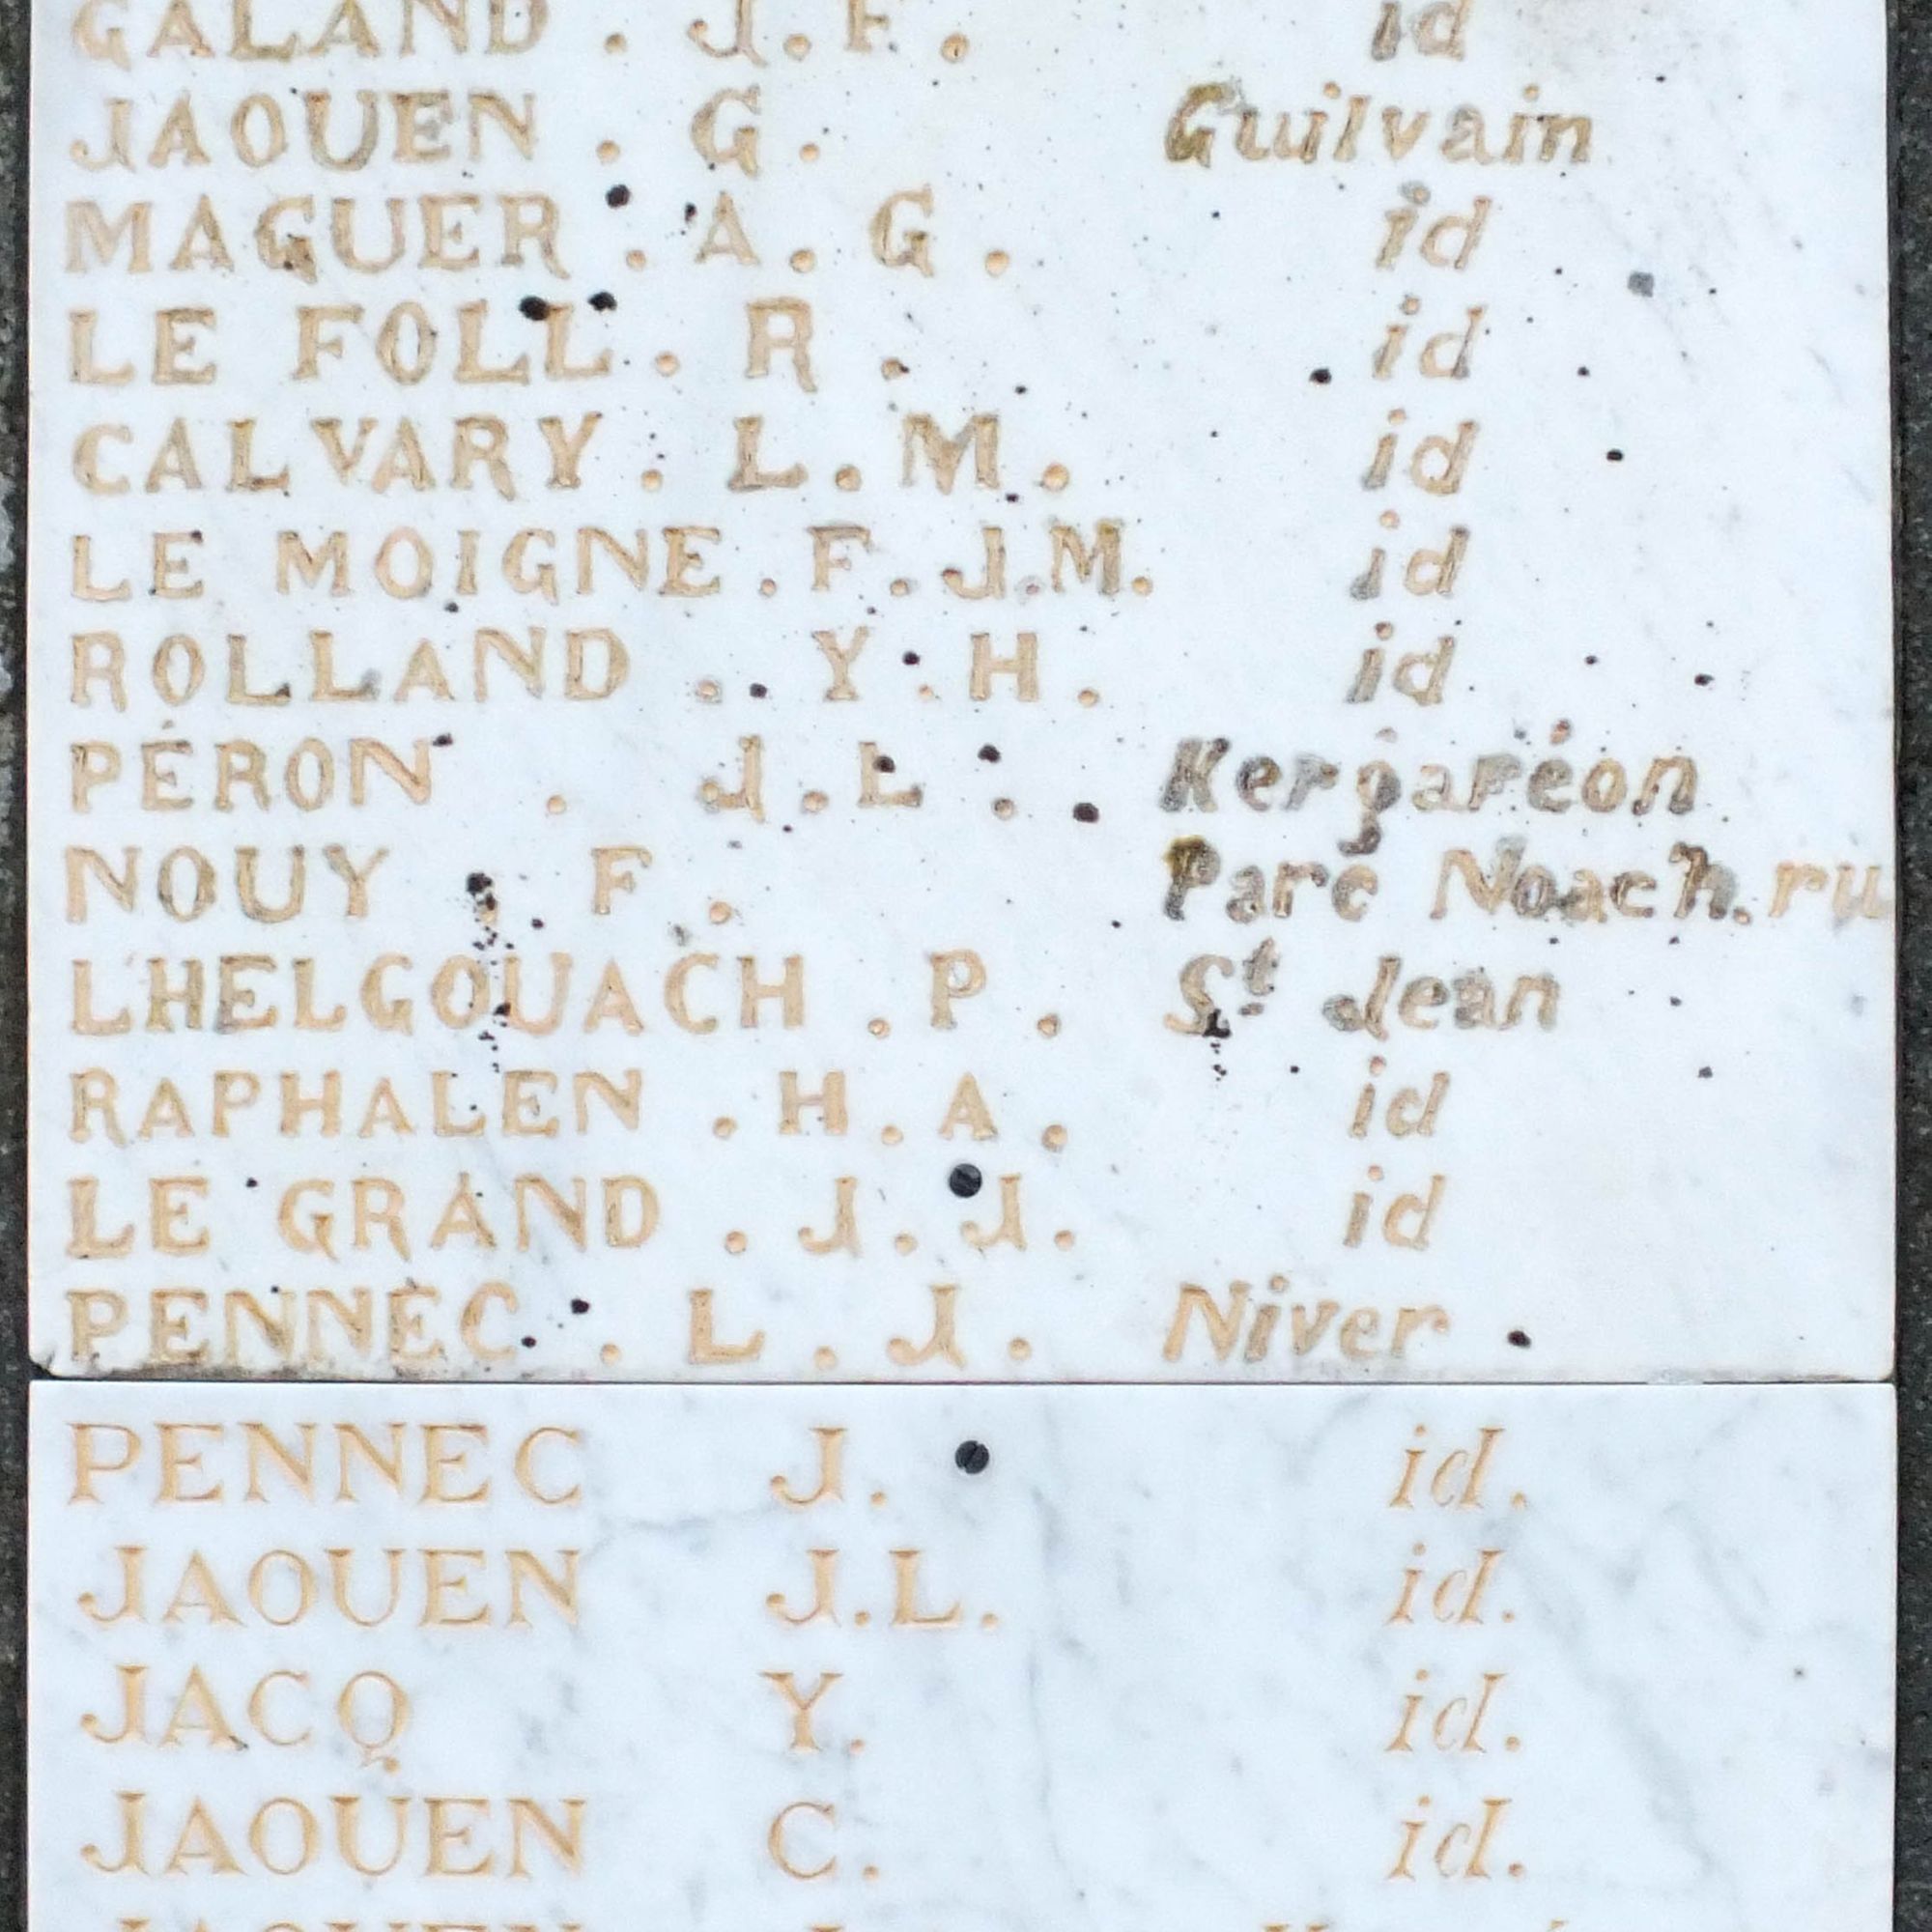 GALAND . J. F. id
JAOUEN . G. Guilvain
MAGUER . A. G. id
LE FOLL . R. id
CALVARY . L. M. id
LE MOIGNE . F. J.M. id
ROLLAND . Y. H. id
PÉRON . J. L. Kergaréon
NOUY . F. Parc Noach.ru
LHELGOUACH . P. St Jean
RAPHALEN . H. A. id
LE GRAND . J. J. id
PENNEC . L. J. Niver
PENNEC J. id.
JAOUEN J.L. id.
JACQ Y. id.
JAOUEN C. id.
JAOUEN